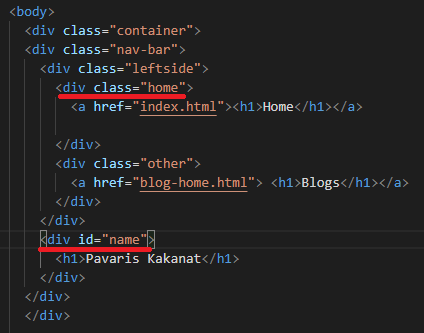 <body>
<div class="container">
<div class="nav-bar">
<div class="leftside">
<div class="home">
<a href="index.html"><h1>Home</h1></a>
</div>
<div class="other">
<a href="blog-home.html"> <h1>Blogs</h1></a>
</div>
</div>
<div id="name">
<h1>Pavaris Kakanat</h1>
</div>
</div>
</div>